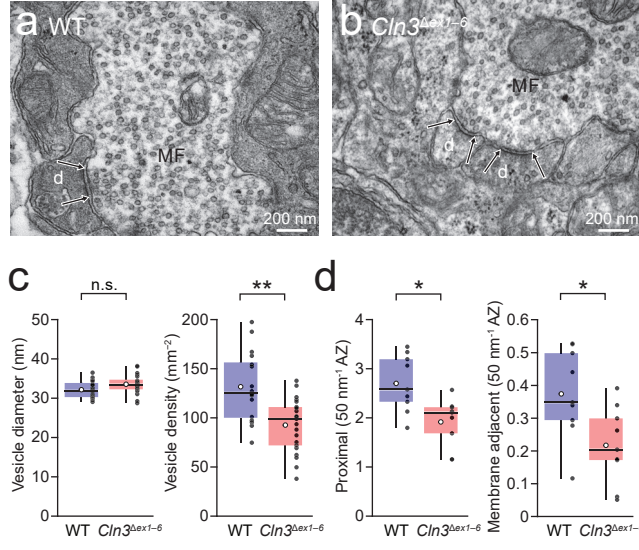 a WT
MF
d
200 nm
b Cln3Δex1–6
MF
d
d
200 nm
c
n.s.
Vesicle diameter (nm)
50
40
30
20
10
0
WT Cln3Δex1–6
**
Vesicle density (mm⁻²)
200
150
100
50
0
WT Cln3Δex1–6
d
*
Proximal (50 nm⁻¹ AZ)
4
3
2
1
0
WT Cln3Δex1–6
*
Membrane adjacent (50 nm⁻¹ AZ)
0.6
0.5
0.4
0.3
0.2
0.1
0
WT Cln3Δex1–6